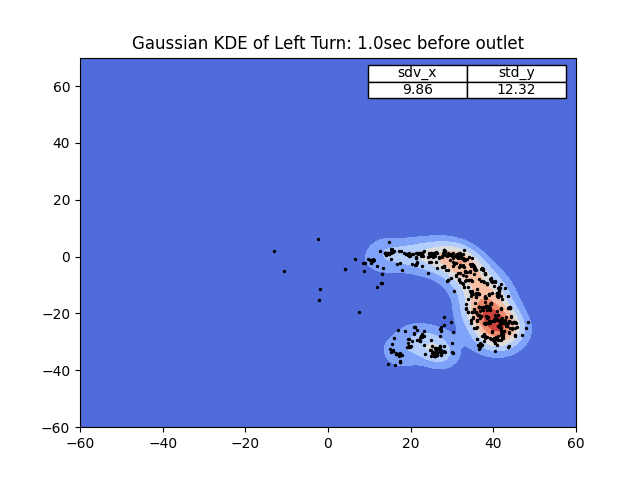 Gaussian KDE of Left Turn: 1.0sec before outlet
sdv_x std_y
9.86 12.32
60
40
20
0
−20
−40
−60
−60 −40 −20 0 20 40 60